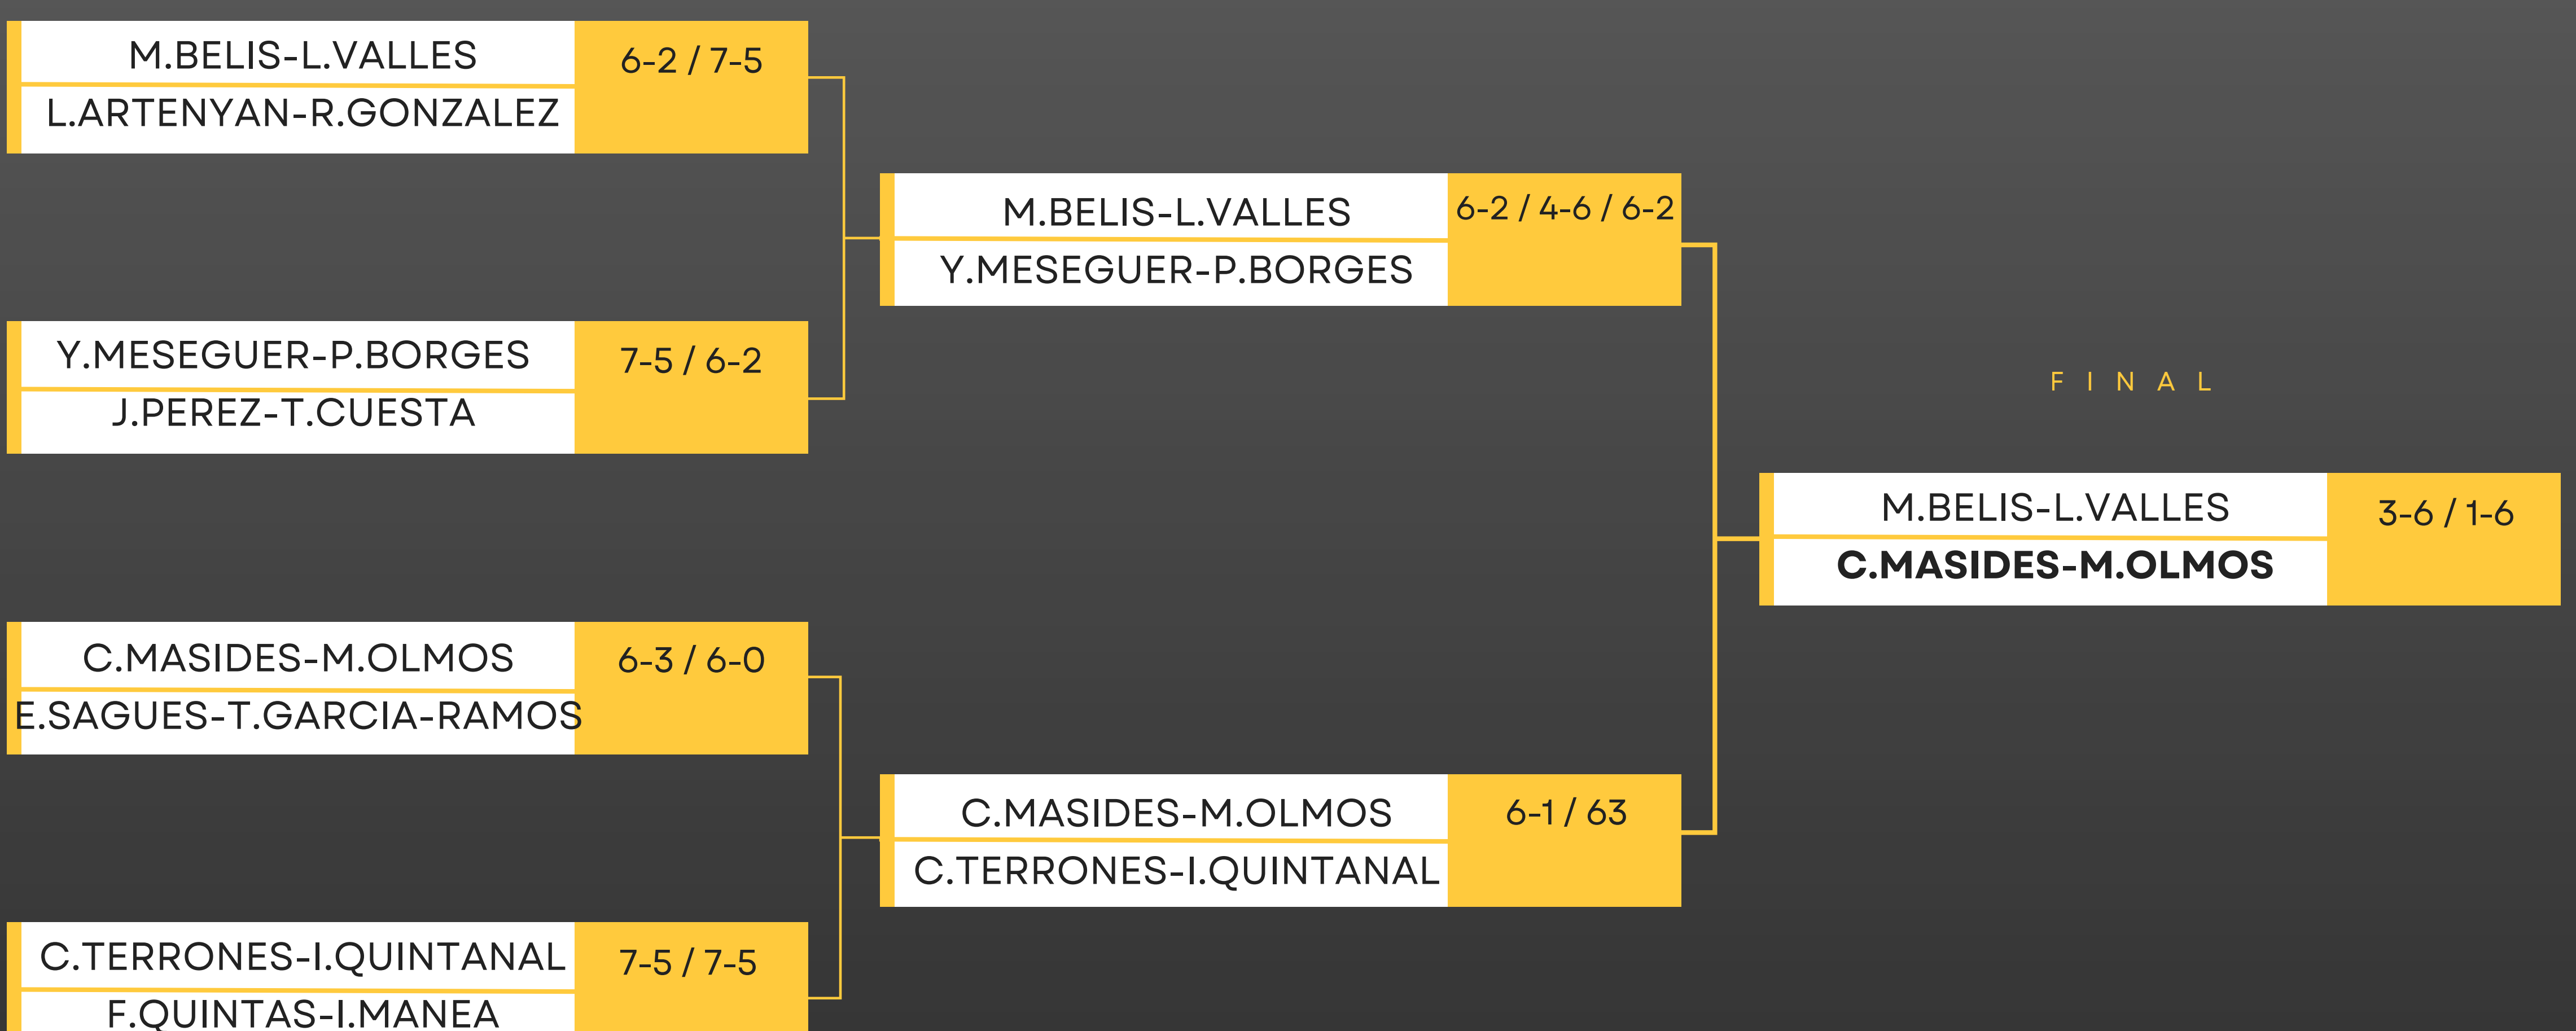 M.BELIS-L.VALLES
6-2 / 7-5
L.ARTENYAN-R.GONZALEZ
Y.MESEGUER-P.BORGES
7-5 / 6-2
J.PEREZ-T.CUESTA
C.MASIDES-M.OLMOS
6-3 / 6-0
E.SAGUES-T.GARCIA-RAMOS
C.TERRONES-I.QUINTANAL
7-5 / 7-5
F.QUINTAS-I.MANEA
M.BELIS-L.VALLES
6-2 / 4-6 / 6-2
Y.MESEGUER-P.BORGES
C.MASIDES-M.OLMOS
6-1 / 63
C.TERRONES-I.QUINTANAL
FINAL
M.BELIS-L.VALLES
3-6 / 1-6
C.MASIDES-M.OLMOS